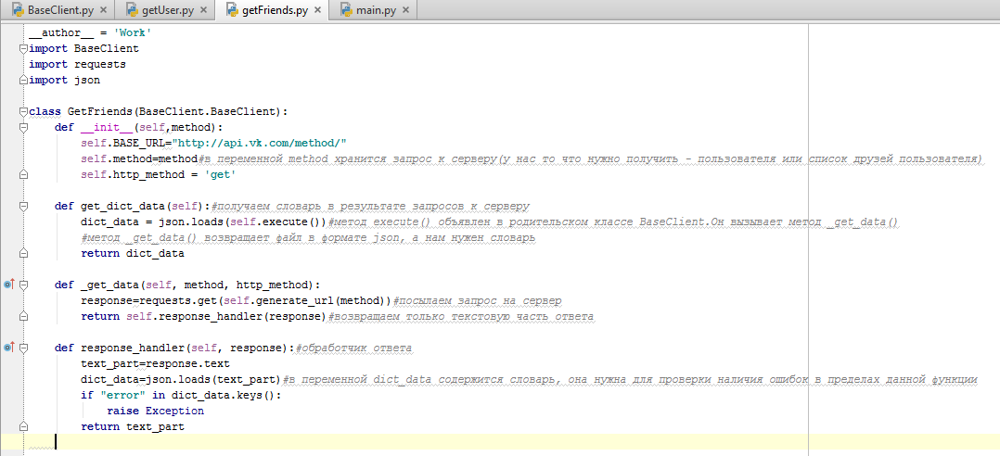 BaseClient.py getUser.py getFriends.py main.py
__author__ = 'Work'
import BaseClient
import requests
import json
class GetFriends(BaseClient.BaseClient):
    def __init__(self,method):
        self.BASE_URL="http://api.vk.com/method/"
        self.method=method#в переменной method хранится запрос к серверу(у нас то что нужно получить - пользователя или список друзей пользователя)
        self.http_method = 'get'
    def get_dict_data(self):#получаем словарь в результате запросов к серверу
        dict_data = json.loads(self.execute())#метод execute() объявлен в родительском классе BaseClient.Он вызывает метод _get_data()
        #метод _get_data() возвращает файл в формате json, а нам нужен словарь
        return dict_data
    def _get_data(self, method, http_method):
        response=requests.get(self.generate_url(method))#посылаем запрос на сервер
        return self.response_handler(response)#возвращаем только текстовую часть ответа
    def response_handler(self, response):#обработчик ответа
        text_part=response.text
        dict_data=json.loads(text_part)#в переменной dict_data содержится словарь, она нужна для проверки наличия ошибок в пределах данной функции
        if "error" in dict_data.keys():
            raise Exception
        return text_part